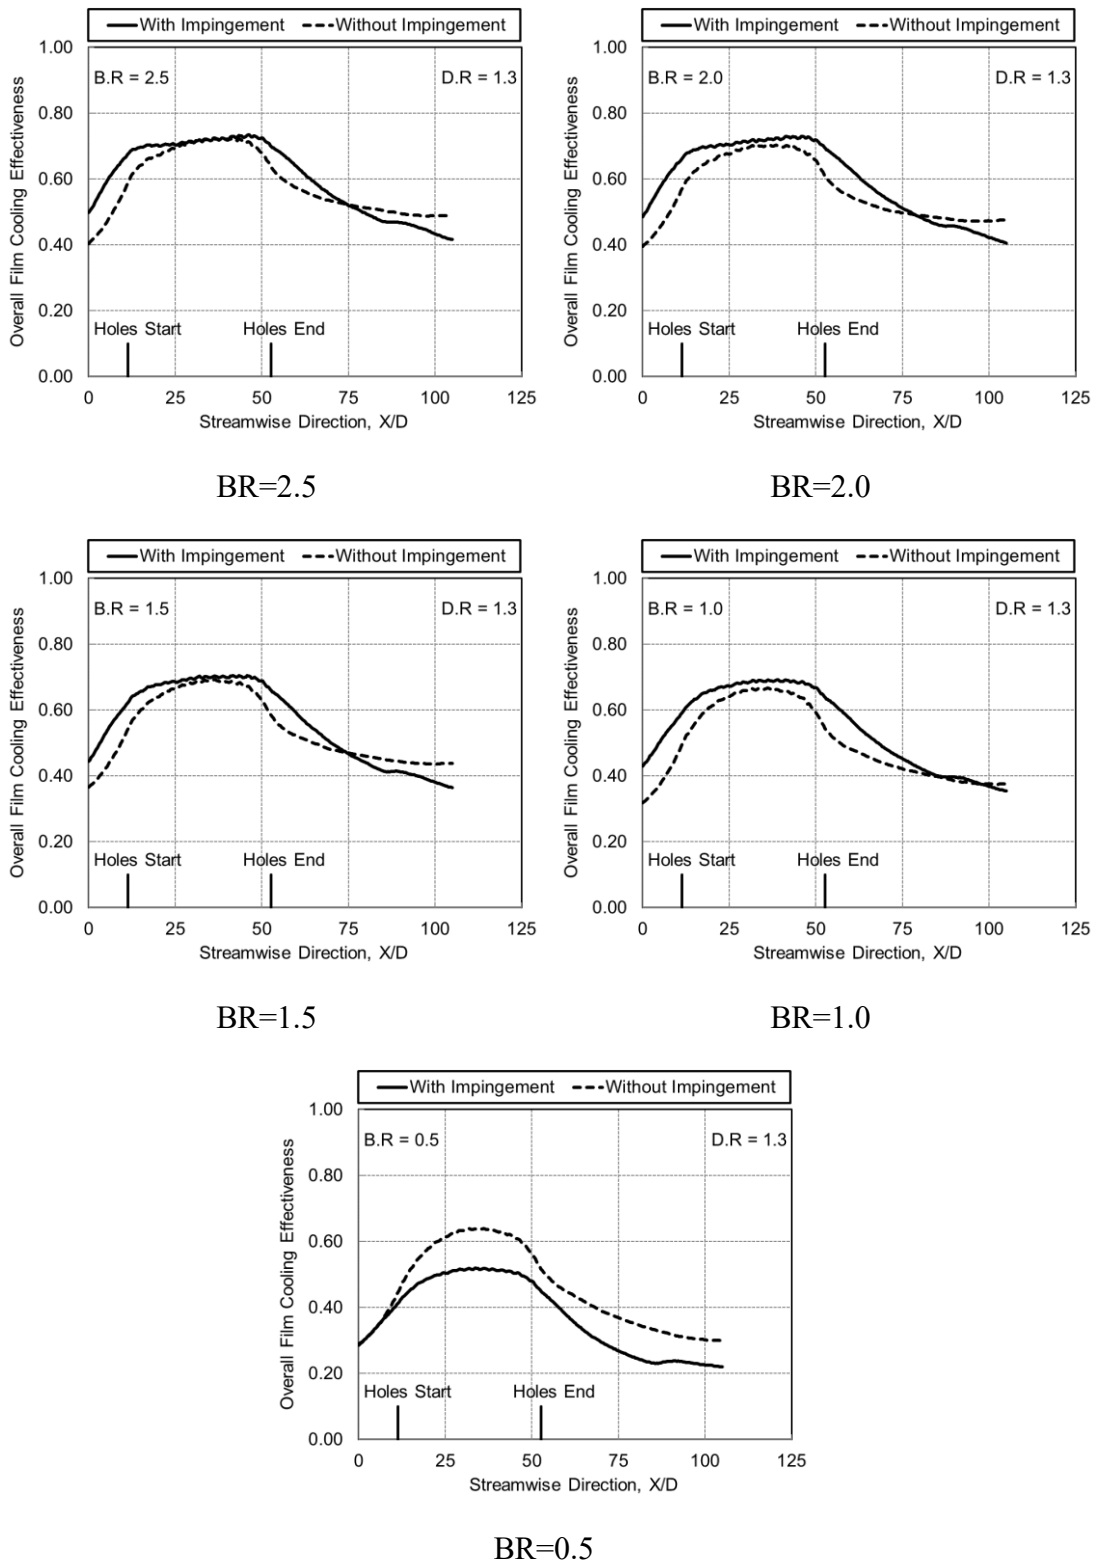 With Impingement Without Impingement
1.00
B.R = 2.5 D.R = 1.3
0.80
0.60
0.40
0.20
Holes Start Holes End
0.00
0 25 50 75 100 125
Overall Film Cooling Effectiveness
Streamwise Direction, X/D
BR=2.5
With Impingement Without Impingement
1.00
B.R = 2.0 D.R = 1.3
0.80
0.60
0.40
0.20
Holes Start Holes End
0.00
0 25 50 75 100 125
Overall Film Cooling Effectiveness
Streamwise Direction, X/D
BR=2.0
With Impingement Without Impingement
1.00
B.R = 1.5 D.R = 1.3
0.80
0.60
0.40
0.20
Holes Start Holes End
0.00
0 25 50 75 100 125
Overall Film Cooling Effectiveness
Streamwise Direction, X/D
BR=1.5
With Impingement Without Impingement
1.00
B.R = 1.0 D.R = 1.3
0.80
0.60
0.40
0.20
Holes Start Holes End
0.00
0 25 50 75 100 125
Overall Film Cooling Effectiveness
Streamwise Direction, X/D
BR=1.0
With Impingement Without Impingement
1.00
B.R = 0.5 D.R = 1.3
0.80
0.60
0.40
0.20
Holes Start Holes End
0.00
0 25 50 75 100 125
Overall Film Cooling Effectiveness
Streamwise Direction, X/D
BR=0.5